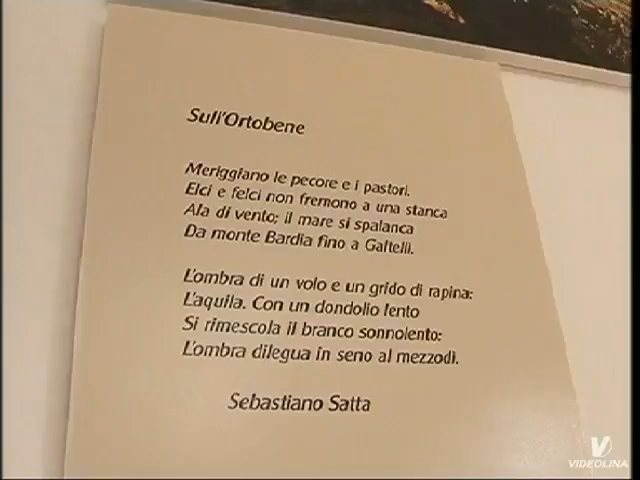 Sull'Ortobene
Meriggiano le pecore e i pastori.
Elci e felci non fremono a una stanca
Ala di vento; il mare si spalanca
Da monte Bardia fino a Galtellì.
L'ombra di un volo e un grido di rapina:
L'aquila. Con un dondolio lento
Si rimescola il branco sonnolento:
L'ombra dilegua in seno al mezzodì.
Sebastiano Satta
VIDEOLINA